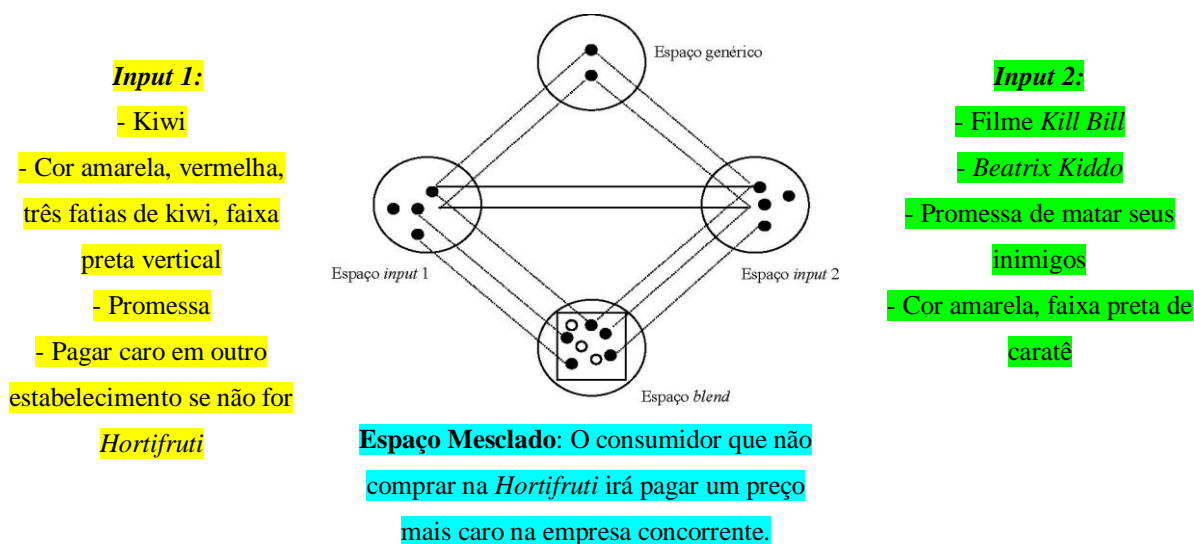 Espaço genérico
Input 1:
- Kiwi
- Cor amarela, vermelha,
três fatias de kiwi, faixa
preta vertical
- Promessa
- Pagar caro em outro
estabelecimento se não for
Hortifruti
Input 2:
- Filme Kill Bill
- Beatrix Kiddo
- Promessa de matar seus
inimigos
- Cor amarela, faixa preta de
caratê
Espaço input 1
Espaço input 2
Espaço blend
Espaço Mesclado: O consumidor que não
comprar na Hortifruti irá pagar um preço
mais caro na empresa concorrente.